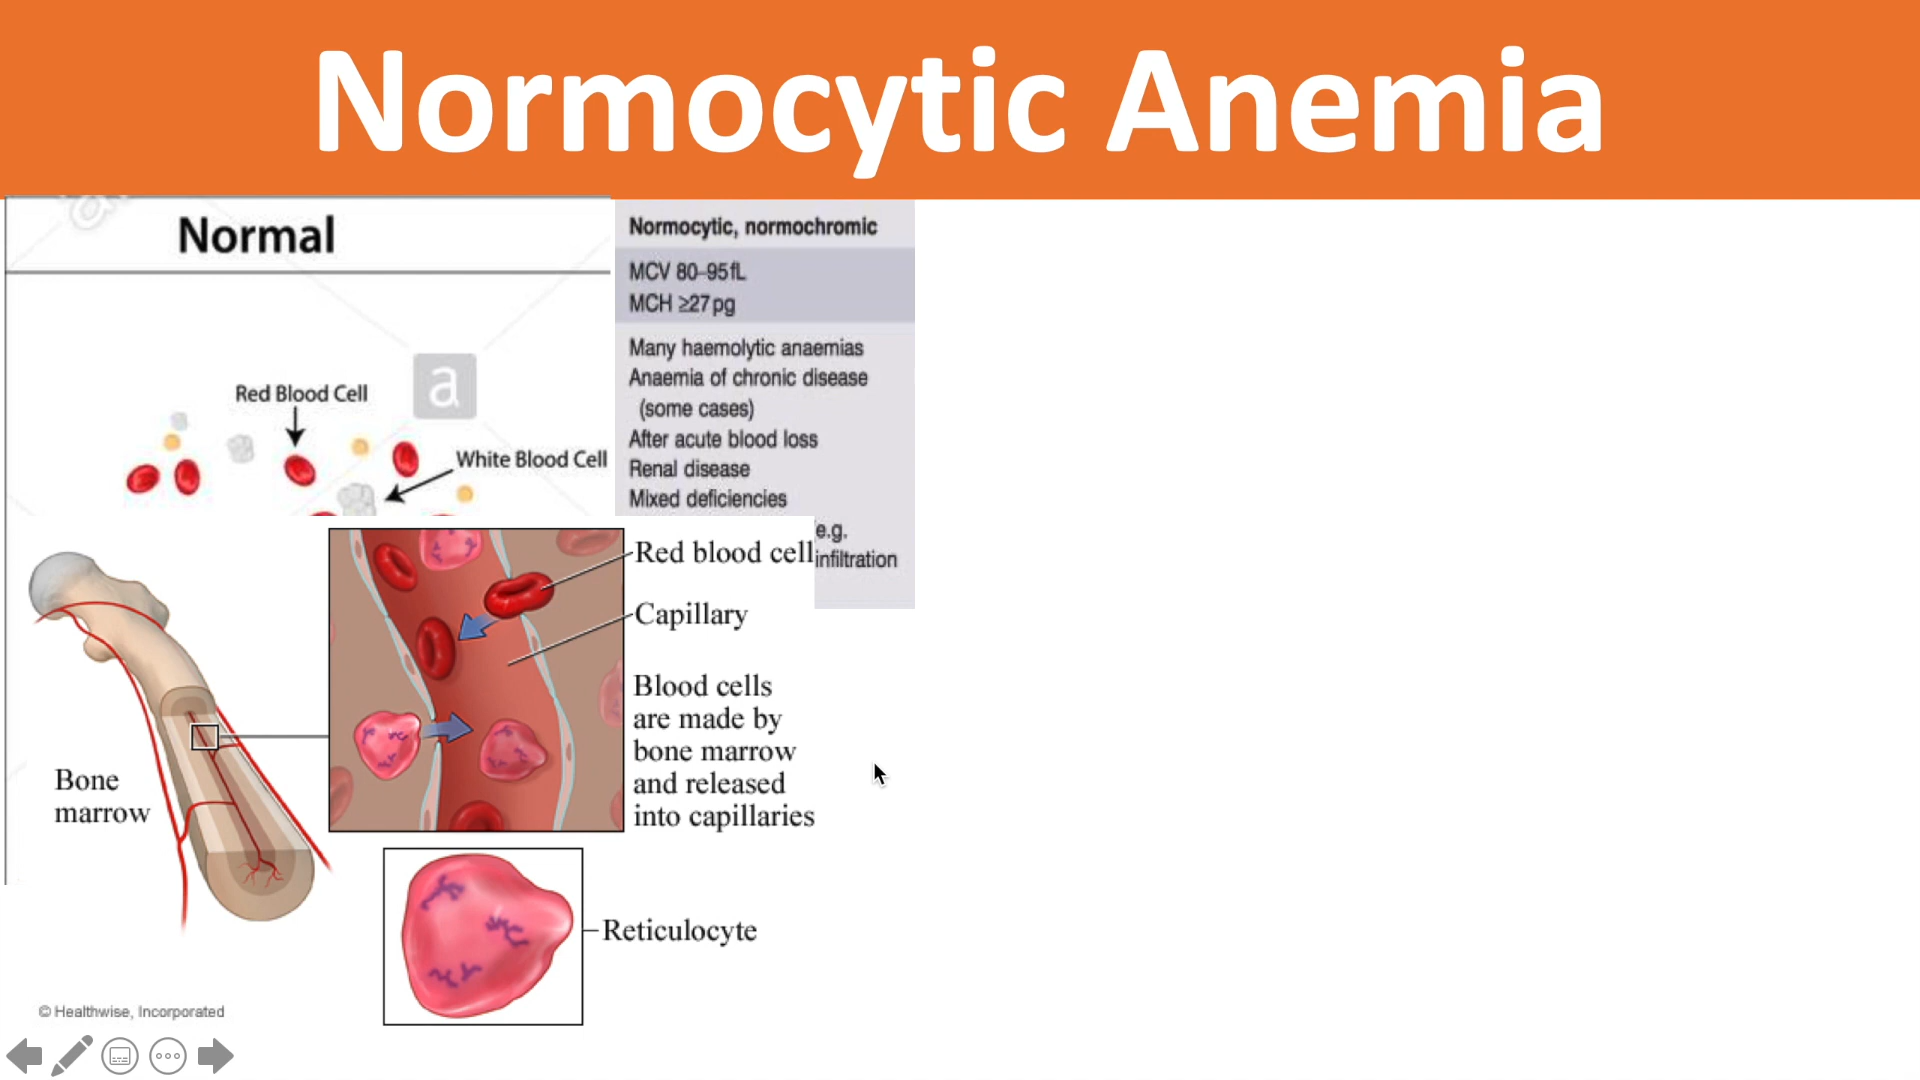 Normocytic Anemia
Normal
Red Blood Cell
a
White Blood Cell
Normocytic, normochromic
MCV 80–95fL
MCH ≥27pg
Many haemolytic anaemias
Anaemia of chronic disease
(some cases)
After acute blood loss
Renal disease
Mixed deficiencies
e.g.
infiltration
Red blood cell
Capillary
Blood cells
are made by
bone marrow
and released
into capillaries
Bone
marrow
Reticulocyte
© Healthwise, Incorporated